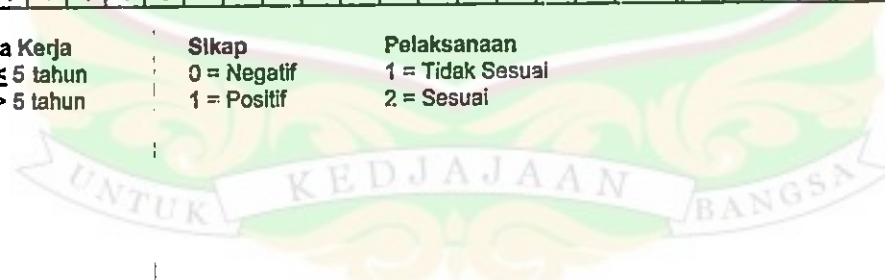 a Kerja Sikap Pelaksanaan
≤ 5 tahun 0 = Negatif 1 = Tidak Sesuai
> 5 tahun 1 = Positif 2 = Sesuai
UNTUK KEDJAJAAN BANGSA